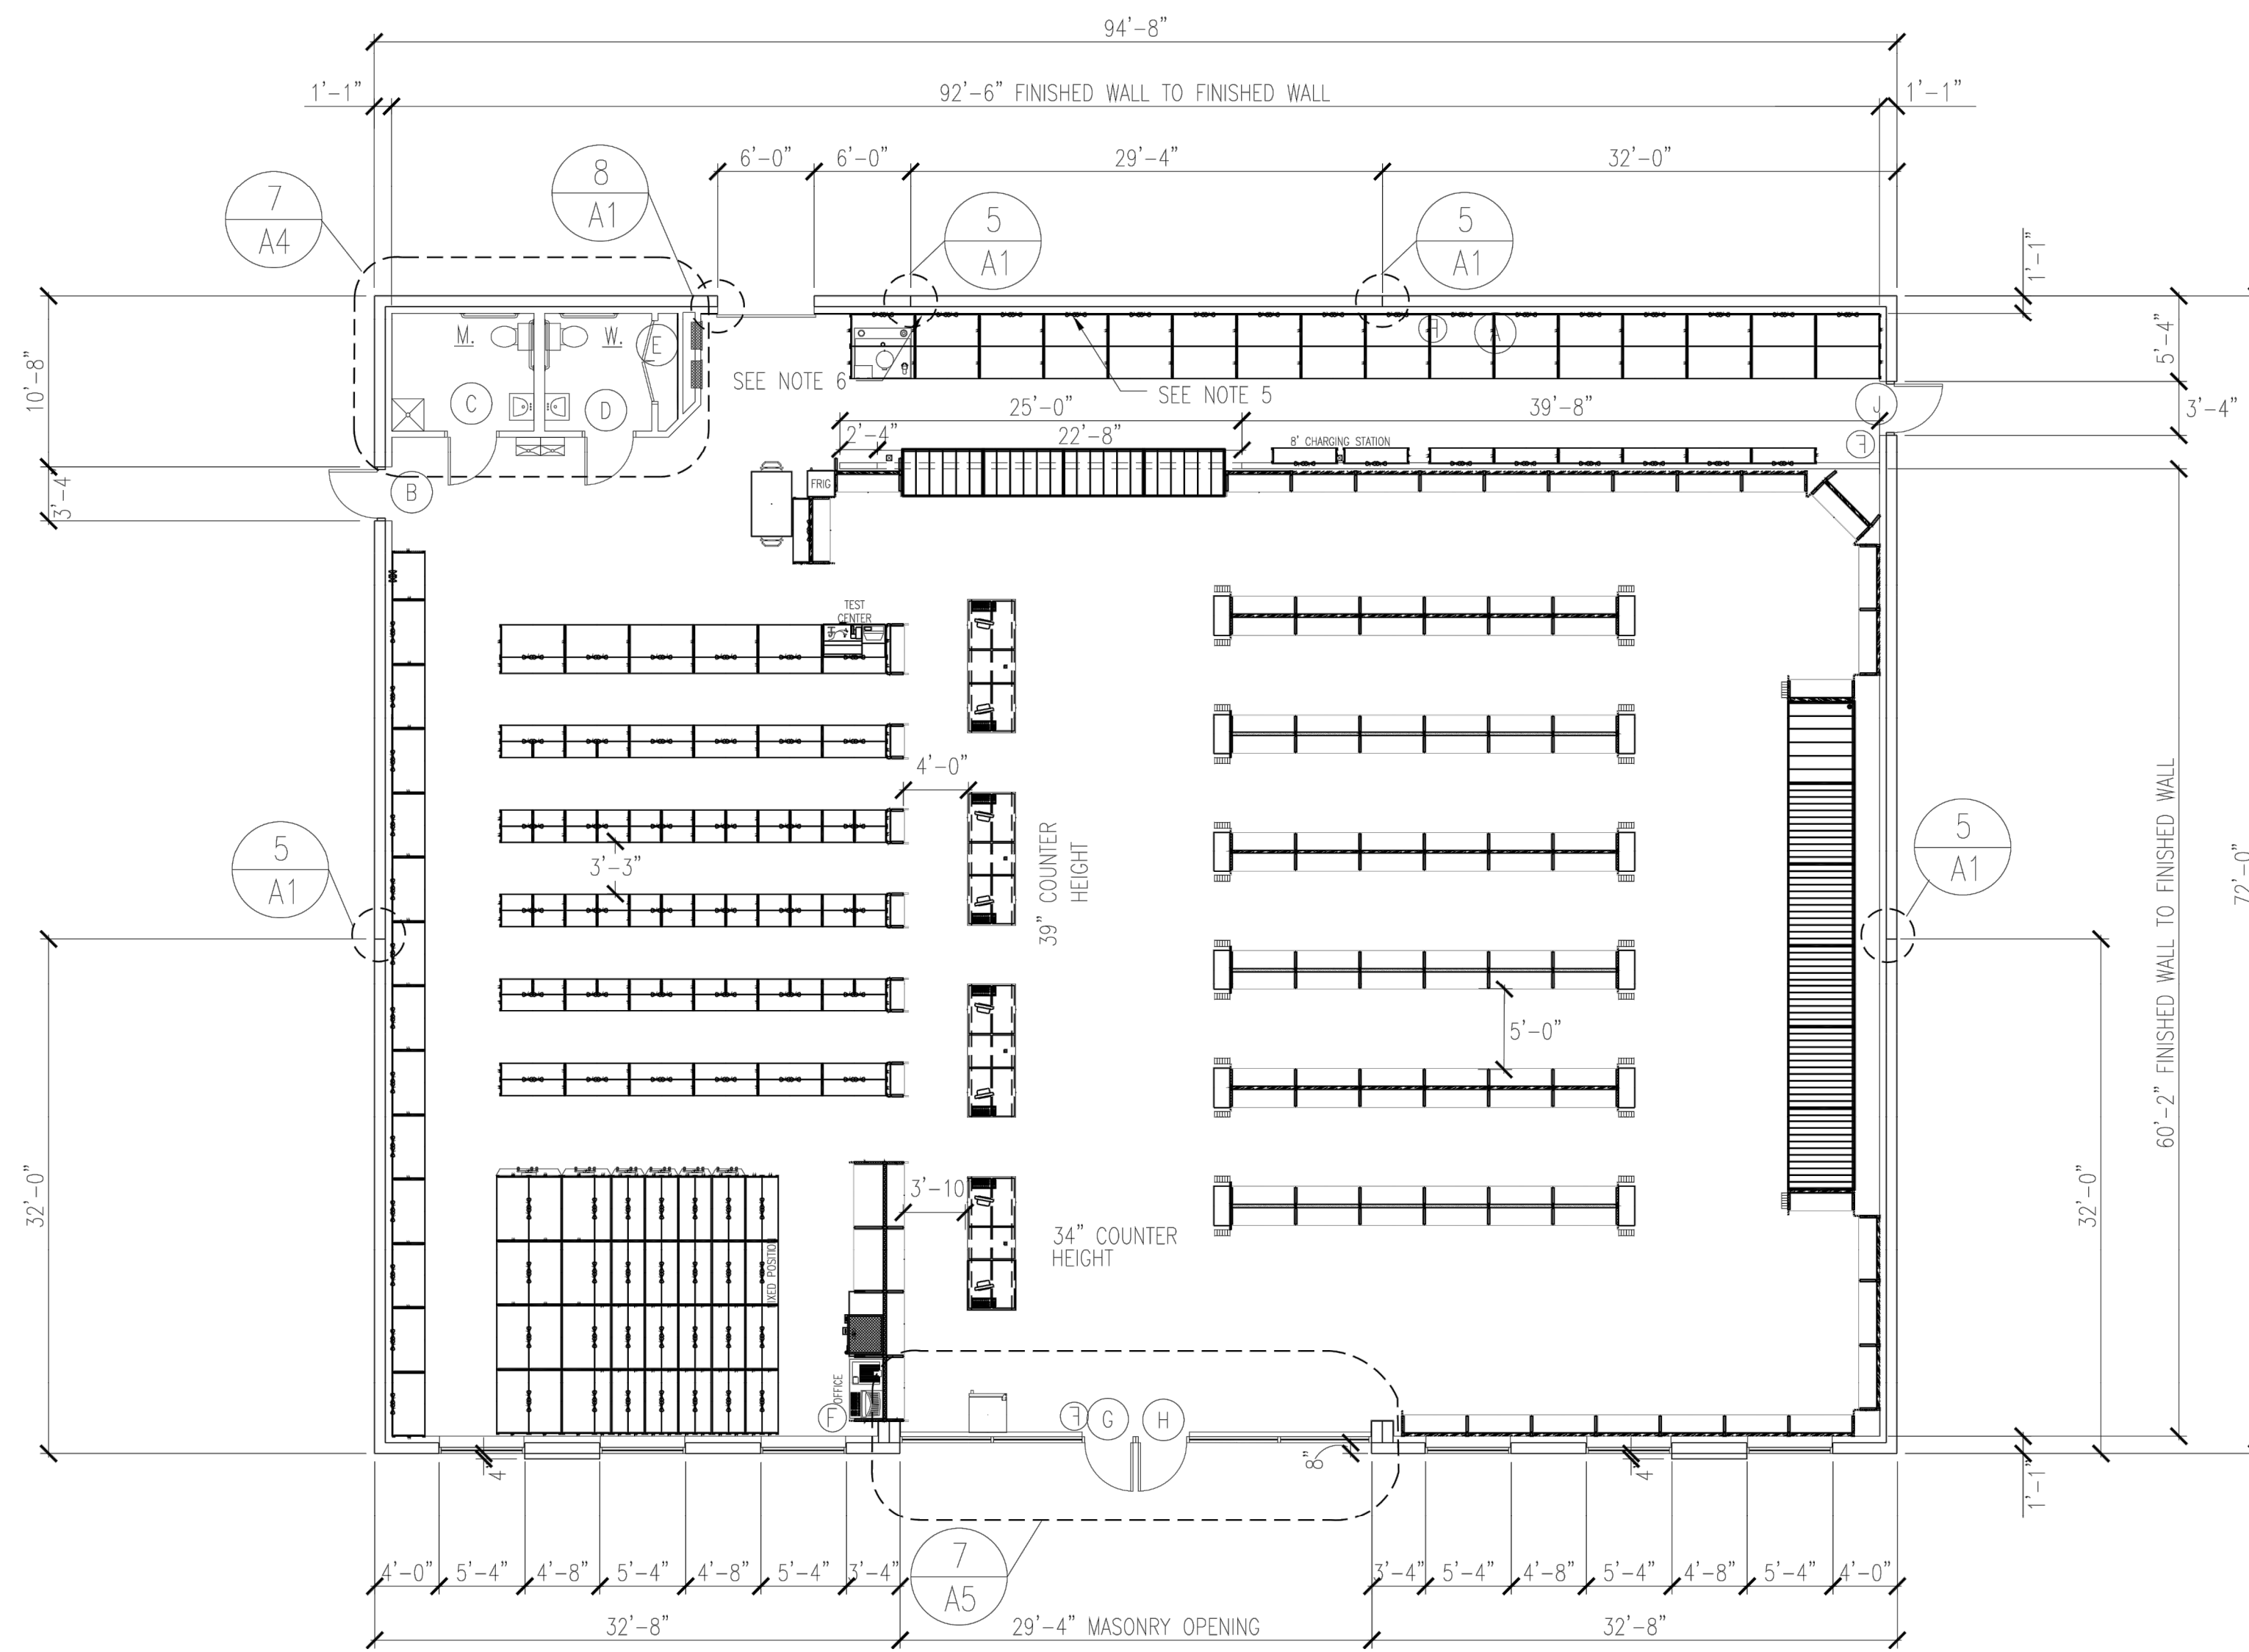 94'-8"
1'-1"
92'-6" FINISHED WALL TO FINISHED WALL
1'-1"
6'-0"
6'-0"
29'-4"
32'-0"
7
A4
8
A1
5
A1
5
A1
1'-1"
5'-4"
3'-4"
10'-8"
3'-4"
M.
W.
E
C
D
B
F
A
J
F
SEE NOTE 6
SEE NOTE 5
25'-0"
39'-8"
2'-4"
22'-8"
8' CHARGING STATION
FRIG
TEST
CENTER
4'-0"
3'-3"
39" COUNTER
HEIGHT
5
A1
5
A1
5'-0"
60'-2" FINISHED WALL TO FINISHED WALL
72'-0"
32'-0"
32'-0"
3'-10
34" COUNTER
HEIGHT
FIXED POSITION
OFFICE
F
F
G
H
4"
8"
4"
1'-1"
7
A5
4'-0"
5'-4"
4'-8"
5'-4"
4'-8"
5'-4"
3'-4"
3'-4"
5'-4"
4'-8"
5'-4"
4'-8"
5'-4"
4'-0"
32'-8"
29'-4" MASONRY OPENING
32'-8"